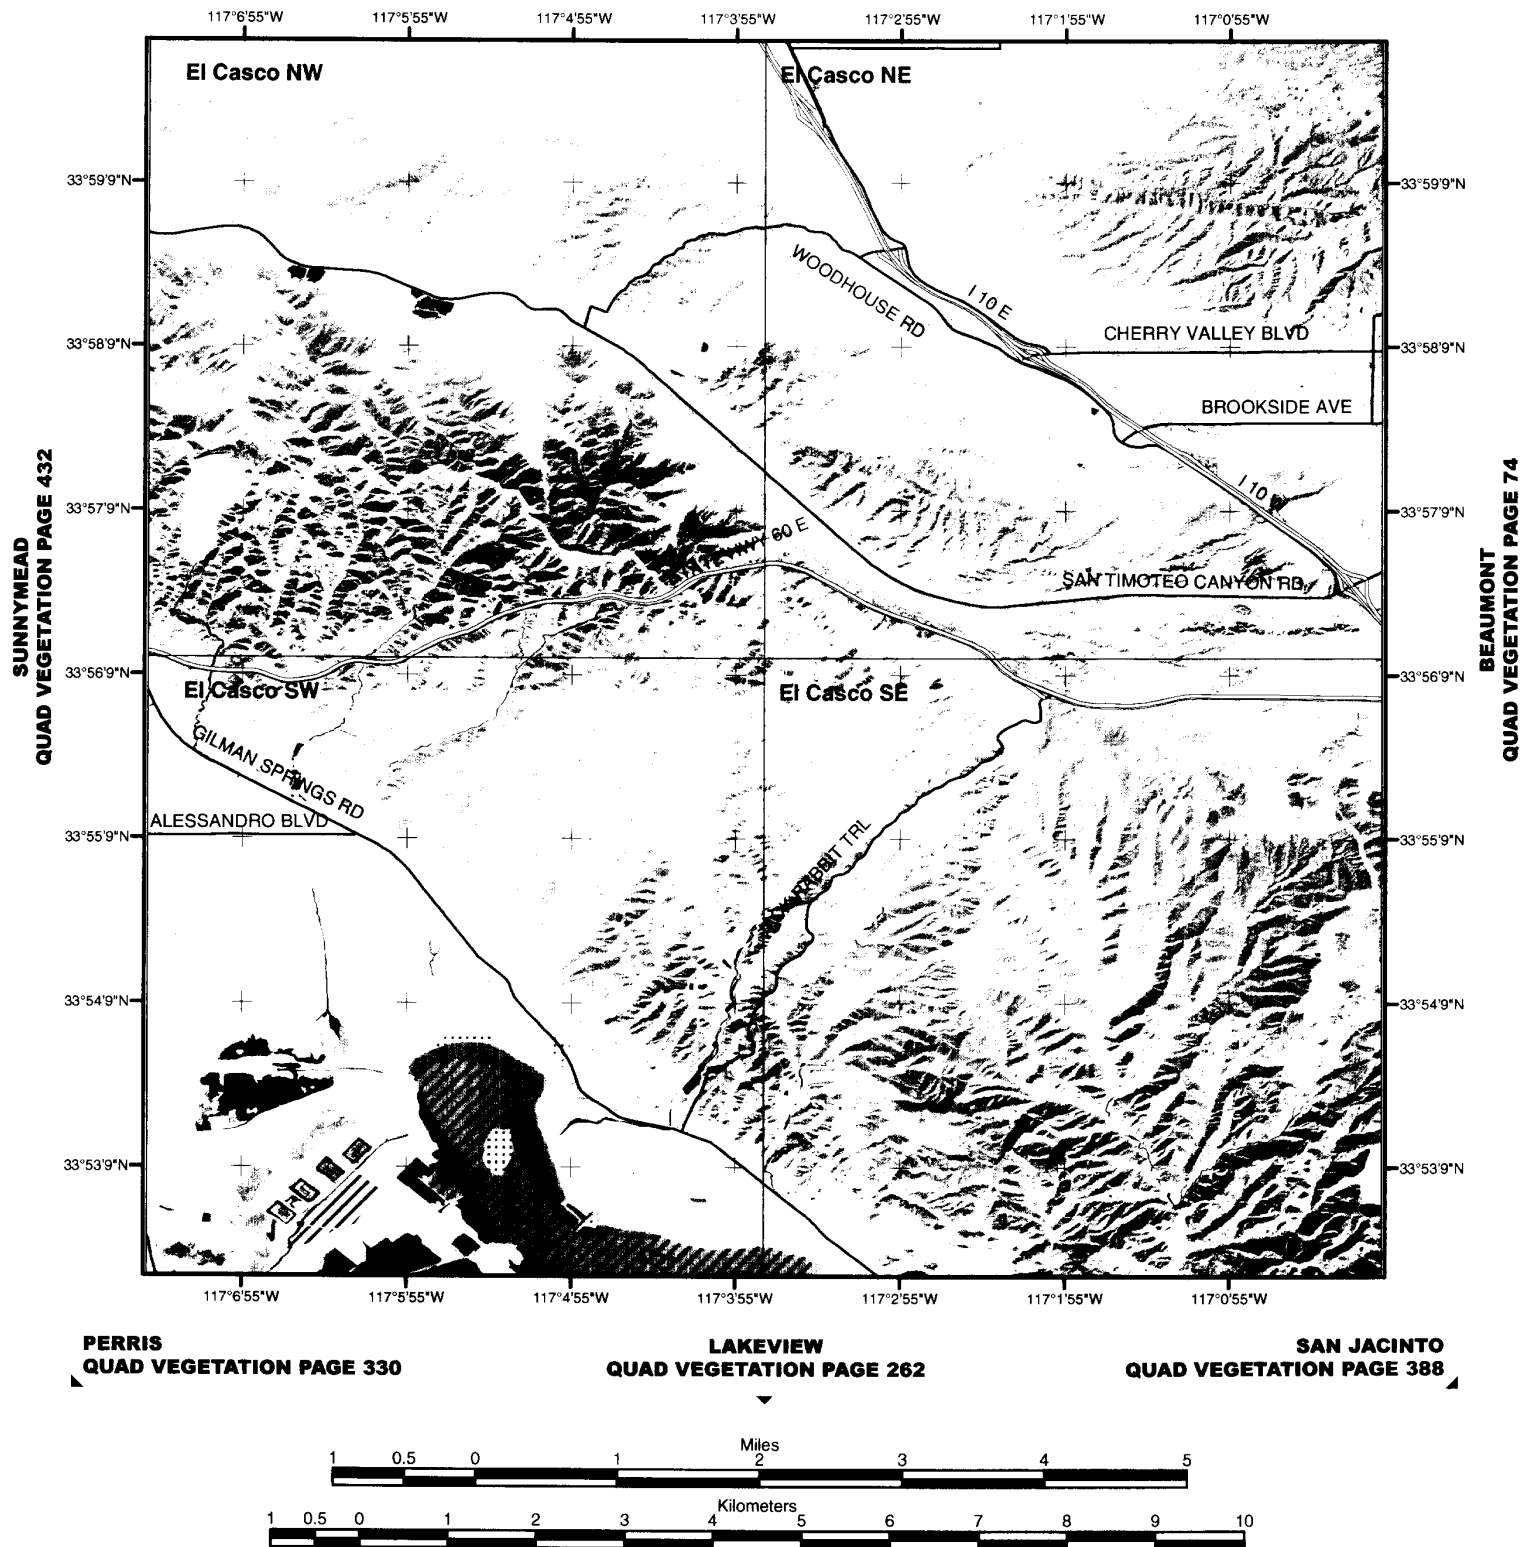 117°6'55"W 117°5'55"W 117°4'55"W 117°3'55"W 117°2'55"W 117°1'55"W 117°0'55"W
El Casco NW
El Casco NE
33°59'9"N
33°59'9"N
WOODHOUSE RD
I 10 E
CHERRY VALLEY BLVD
33°58'9"N
33°58'9"N
BROOKSIDE AVE
I 10
33°57'9"N
33°57'9"N
HWY 60 E
SAN TIMOTEO CANYON RD
SUNNYMEAD
QUAD VEGETATION PAGE 432
BEAUMONT
QUAD VEGETATION PAGE 74
33°56'9"N
33°56'9"N
El Casco SW
El Casco SE
GILMAN SPRINGS RD
ALESSANDRO BLVD
33°55'9"N
33°55'9"N
RABBIT TRL
33°54'9"N
33°54'9"N
33°53'9"N
33°53'9"N
117°6'55"W 117°5'55"W 117°4'55"W 117°3'55"W 117°2'55"W 117°1'55"W 117°0'55"W
PERRIS
QUAD VEGETATION PAGE 330
LAKEVIEW
QUAD VEGETATION PAGE 262
SAN JACINTO
QUAD VEGETATION PAGE 388
Miles
1 0.5 0 1 2 3 4 5
Kilometers
1 0.5 0 1 2 3 4 5 6 7 8 9 10